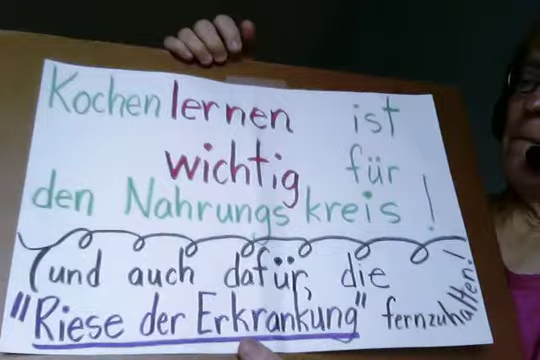 Kochen lernen ist
wichtig für
den Nahrungskreis!
(und auch dafür, die
"Riese der Erkrankung" fernzuhalten!